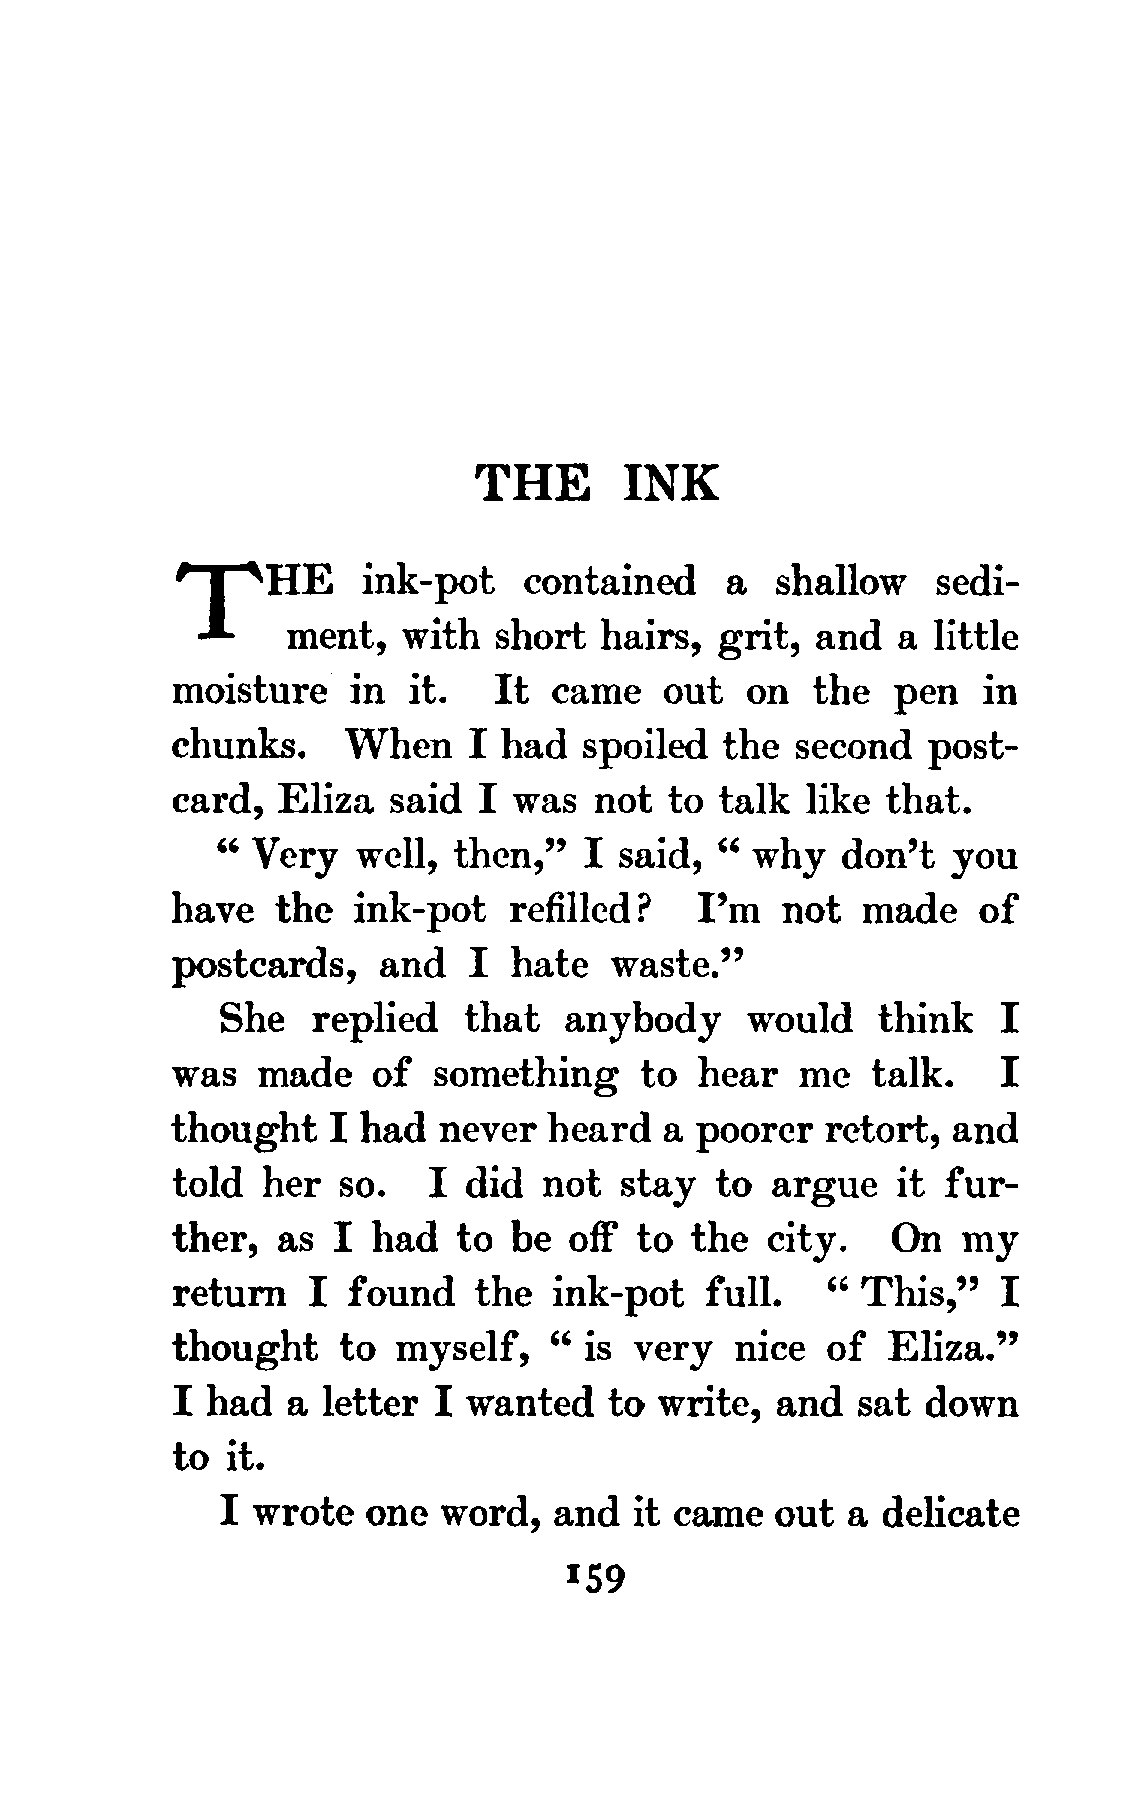 THE INK
THE ink-pot contained a shallow sedi-
ment, with short hairs, grit, and a little
moisture in it. It came out on the pen in
chunks. When I had spoiled the second post-
card, Eliza said I was not to talk like that.
“ Very well, then,” I said, “ why don’t you
have the ink-pot refilled? I’m not made of
postcards, and I hate waste.”
She replied that anybody would think I
was made of something to hear me talk. I
thought I had never heard a poorer retort, and
told her so. I did not stay to argue it fur-
ther, as I had to be off to the city. On my
return I found the ink-pot full. “ This,” I
thought to myself, “ is very nice of Eliza.”
I had a letter I wanted to write, and sat down
to it.
I wrote one word, and it came out a delicate
159